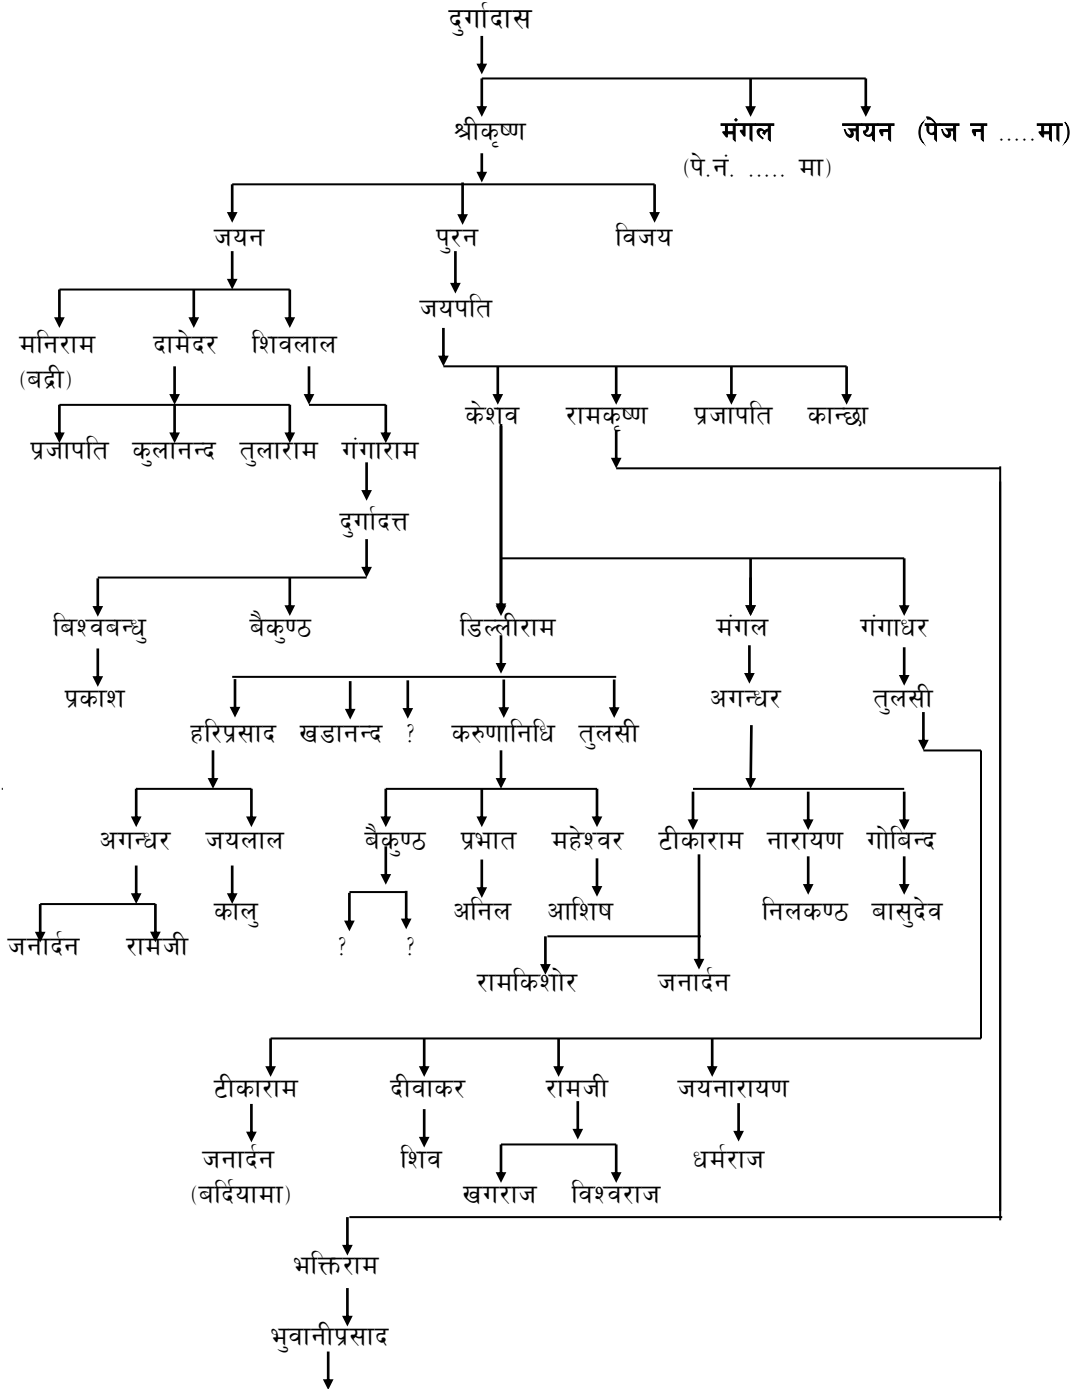 दुर्गादास
श्रीकृष्ण मंगल जयन (पेज न .....मा)
(पे.नं. ..... मा)
जयन पुरन विजय
जयपति
मनिराम दामेदर शिवलाल
(बद्री)
केशव रामकृष्ण प्रजापति कान्छा
प्रजापति कुलानन्द तुलाराम गंगाराम
दुर्गादत्त
बिश्वबन्धु बैकुण्ठ डिल्लीराम मंगल गंगाधर
प्रकाश अगन्धर तुलसी
हरिप्रसाद खडानन्द ? करुणानिधि तुलसी
अगन्धर जयलाल बैकुण्ठ प्रभात महेश्वर टीकाराम नारायण गोबिन्द
कालु अनिल आशिष निलकण्ठ बासुदेव
जनार्दन रामजी ? ?
रामकिशोर जनार्दन
टीकाराम दीवाकर रामजी जयनारायण
जनार्दन शिव धर्मराज
(बर्दियामा) खगराज विश्वराज
भक्तिराम
भुवानीप्रसाद